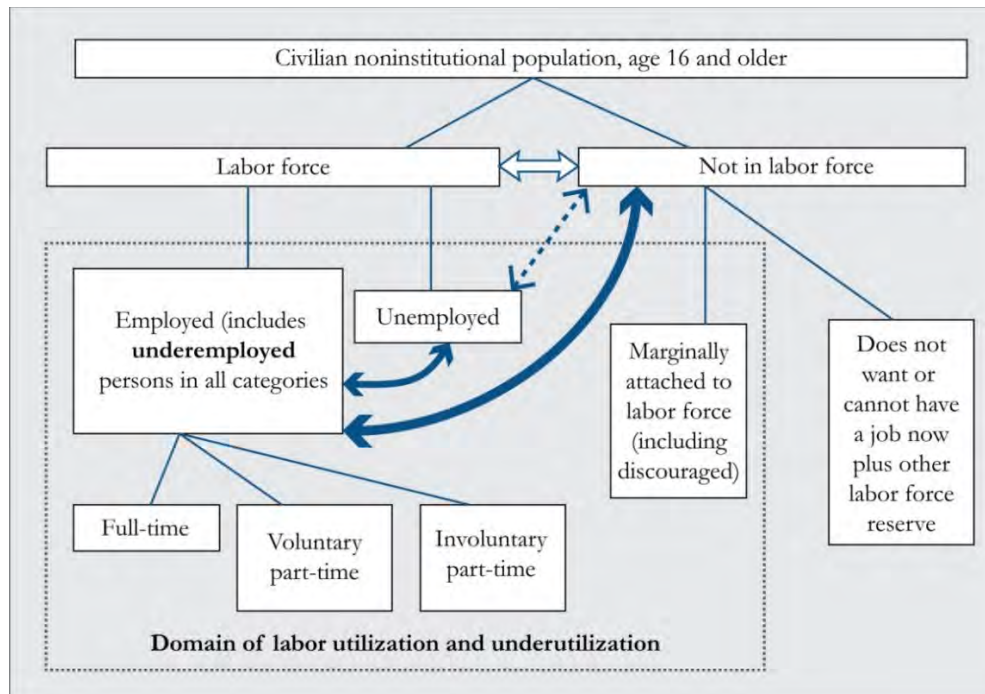 Civilian noninstitutional population, age 16 and older
Labor force
Not in labor force
Employed (includes
underemployed
persons in all categories
Unemployed
Marginally
attached to
labor force
(including
discouraged)
Does not
want or
cannot have
a job now
plus other
labor force
reserve
Full-time
Voluntary
part-time
Involuntary
part-time
Domain of labor utilization and underutilization